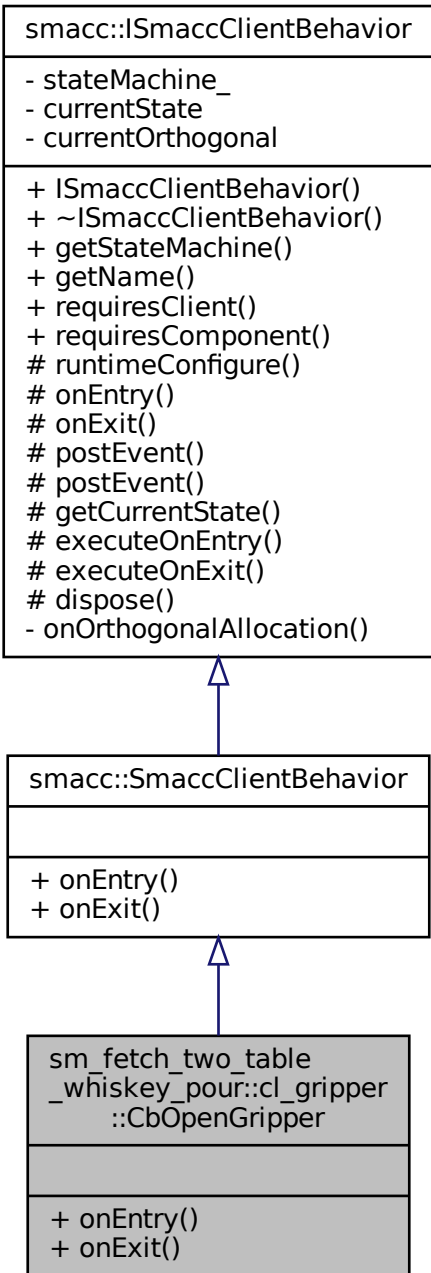 smacc::ISmaccClientBehavior
- stateMachine_
- currentState
- currentOrthogonal
+ ISmaccClientBehavior()
+ ~ISmaccClientBehavior()
+ getStateMachine()
+ getName()
+ requiresClient()
+ requiresComponent()
# runtimeConfigure()
# onEntry()
# onExit()
# postEvent()
# postEvent()
# getCurrentState()
# executeOnEntry()
# executeOnExit()
# dispose()
- onOrthogonalAllocation()
smacc::SmaccClientBehavior
+ onEntry()
+ onExit()
sm_fetch_two_table
_whiskey_pour::cl_gripper
::CbOpenGripper
+ onEntry()
+ onExit()